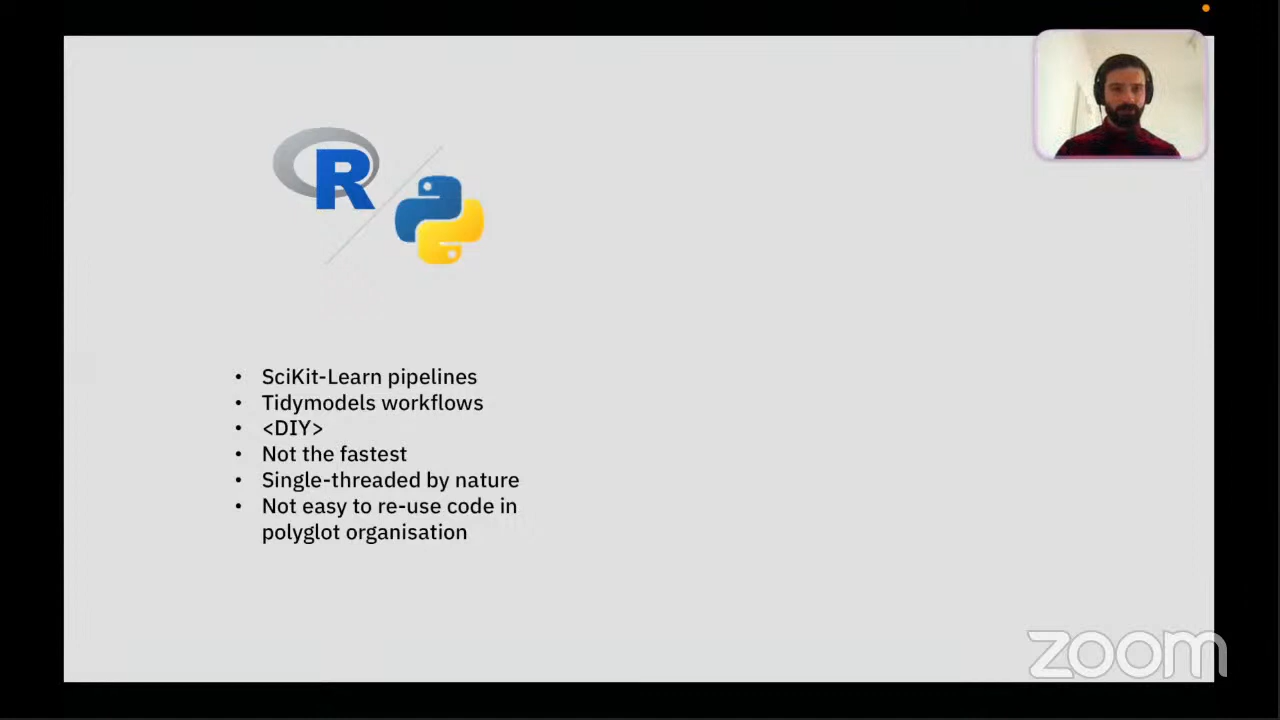 R
• SciKit-Learn pipelines
• Tidymodels workflows
• <DIY>
• Not the fastest
• Single-threaded by nature
• Not easy to re-use code in
polyglot organisation
zoom